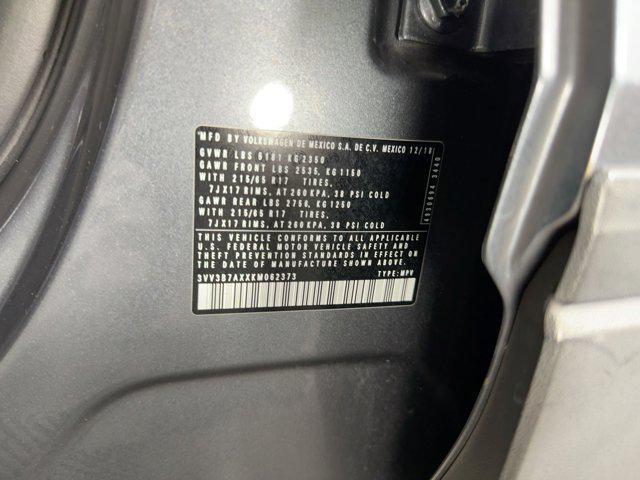 MFD BY VOLKSWAGEN DE MEXICO S.A. DE C.V. MEXICO 12/18
GVWR LBS 5181 KG 2350
GAWR FRONT LBS 2535, KG 1150
WITH 215/65 R17 TIRES,
7JX17 RIMS, AT 260 KPA, 38 PSI COLD
GAWR REAR LBS 2756, KG 1250
WITH 215/65 R17 TIRES,
7JX17 RIMS, AT 260 KPA, 38 PSI COLD
THIS VEHICLE CONFORMS TO ALL APPLICABLE
U.S. FEDERAL MOTOR VEHICLE SAFETY AND
THEFT PREVENTION STANDARDS IN EFFECT ON
THE DATE OF MANUFACTURE SHOWN ABOVE.
3VV3B7AXXKM062373 TYPE: MPV
4930694 3440